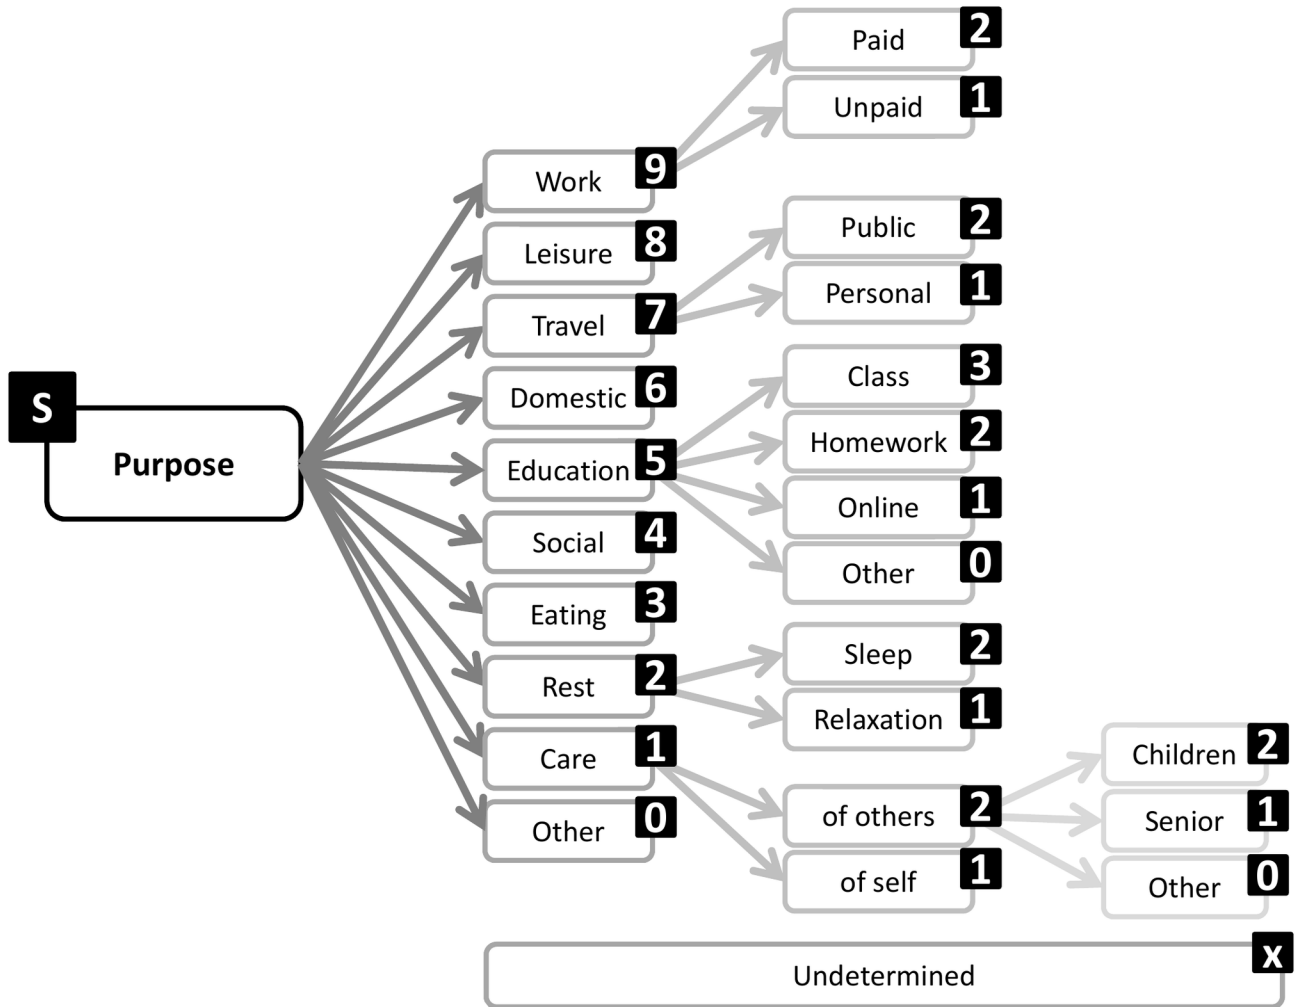 S
Purpose
Work 9
Paid 2
Unpaid 1
Leisure 8
Travel 7
Public 2
Personal 1
Domestic 6
Education 5
Class 3
Homework 2
Online 1
Other 0
Social 4
Eating 3
Rest 2
Sleep 2
Relaxation 1
Care 1
of others 2
Children 2
Senior 1
Other 0
of self 1
Other 0
Undetermined x